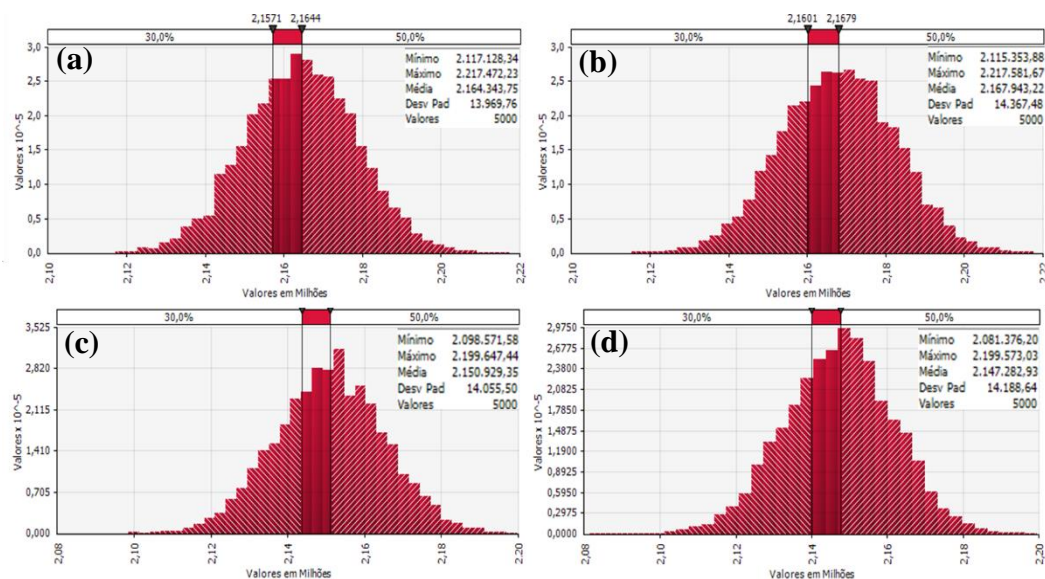 2,1571 2,1644
30,0% 50,0%
(a)
Mínimo 2.117.128,34
Máximo 2.217.472,23
Média 2.164.343,75
Desv Pad 13.969,76
Valores 5000
Valores x 10^-5
3,0
2,5
2,0
1,5
1,0
0,5
0,0
2,10 2,12 2,14 2,16 2,18 2,20 2,22
Valores em Milhões
2,1601 2,1679
30,0% 50,0%
(b)
Mínimo 2.115.353,88
Máximo 2.217.581,67
Média 2.167.943,22
Desv Pad 14.367,48
Valores 5000
Valores x 10^-5
3,0
2,5
2,0
1,5
1,0
0,5
0,0
2,10 2,12 2,14 2,16 2,18 2,20 2,22
Valores em Milhões
30,0% 50,0%
(c)
Mínimo 2.098.571,58
Máximo 2.199.647,44
Média 2.150.929,35
Desv Pad 14.055,50
Valores 5000
Valores x 10^-5
3,525
2,820
2,115
1,410
0,705
0,000
2,08 2,10 2,12 2,14 2,16 2,18 2,20
Valores em Milhões
30,0% 50,0%
(d)
Mínimo 2.081.376,20
Máximo 2.199.573,03
Média 2.147.282,93
Desv Pad 14.188,64
Valores 5000
Valores x 10^-5
2,9750
2,6775
2,3800
2,0825
1,7850
1,4875
1,1900
0,8925
0,5950
0,2975
0,0000
2,08 2,10 2,12 2,14 2,16 2,18 2,20
Valores em Milhões